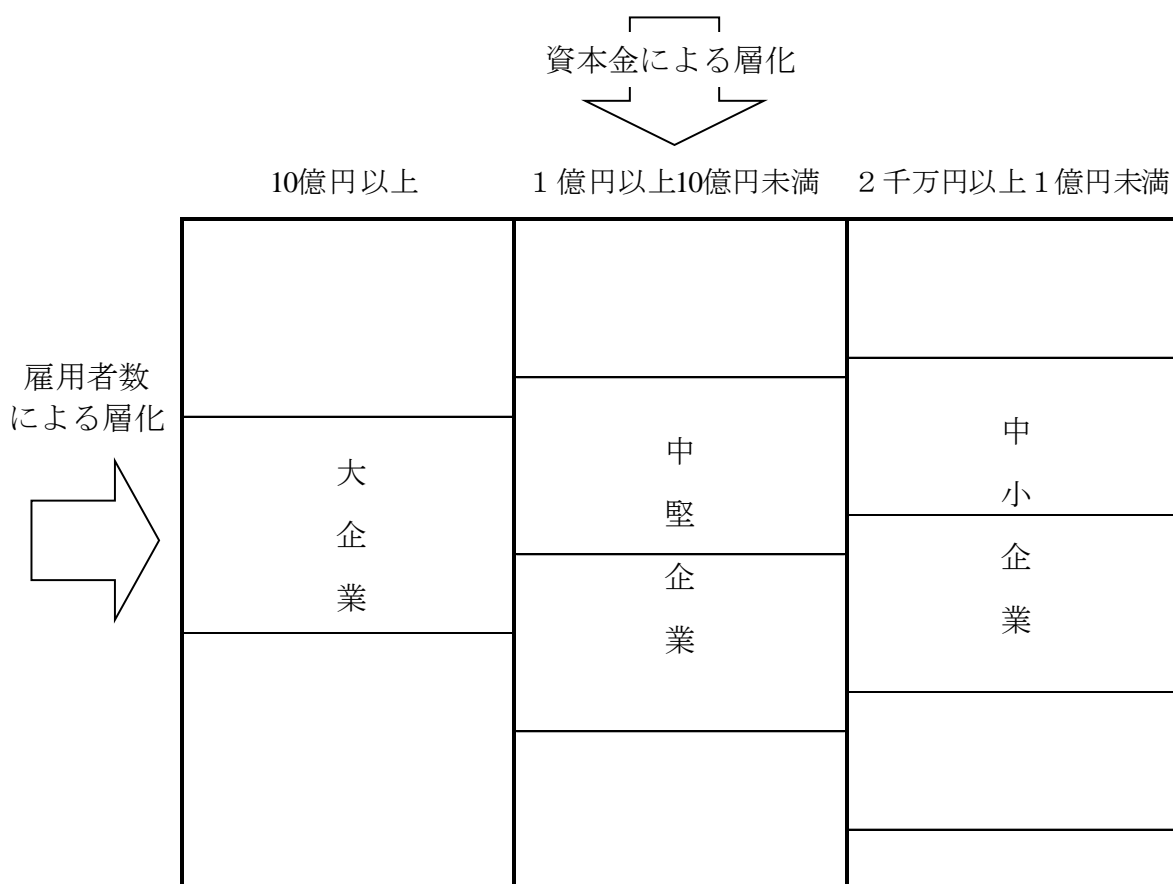 資本金による層化
10億円以上
１億円以上10億円未満
２千万円以上１億円未満
雇用者数
による層化
大企業
中堅企業
中小企業